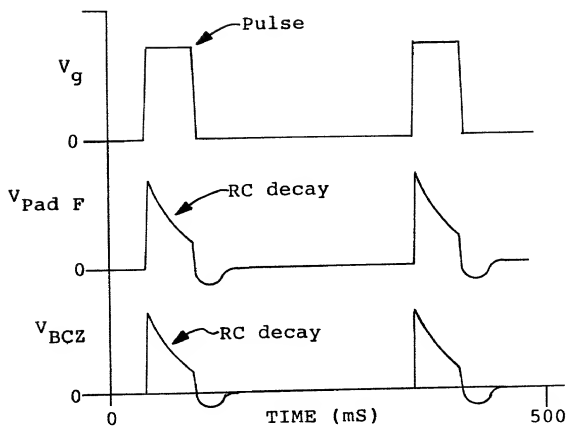 Pulse
Vg
0
VPad F
RC decay
0
VBCZ
RC decay
0
0
TIME (mS)
500